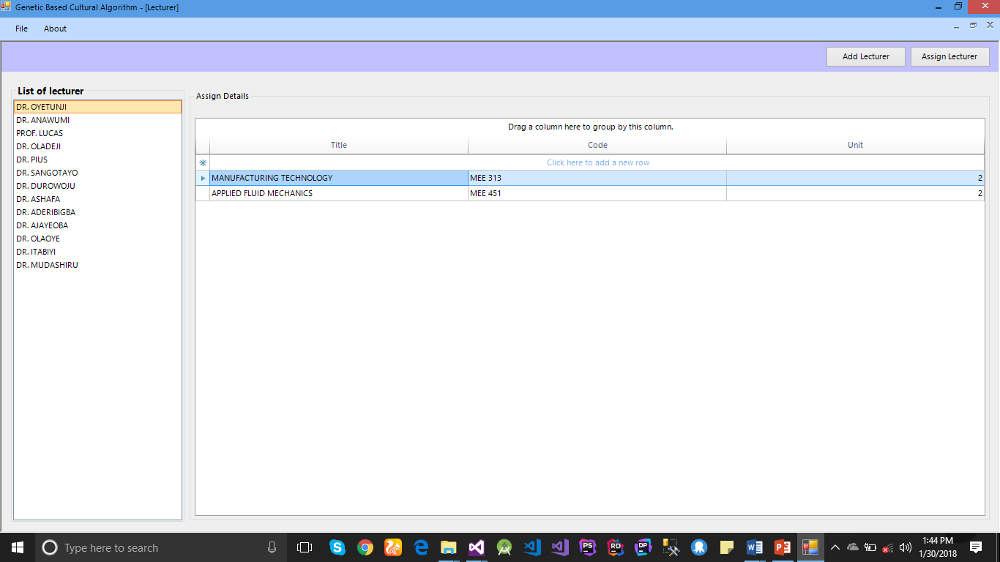 Genetic Based Cultural Algorithm - [Lecturer]
File About
Add Lecturer Assign Lecturer
List of lecturer
DR. OYETUNJI
DR. ANAWUMI
PROF. LUCAS
DR. OLADEJI
DR. PIUS
DR. SANGOTAYO
DR. DUROWOJU
DR. ASHAFA
DR. ADERIBIGBA
DR. AJAYEOBA
DR. OLAOYE
DR. ITABIYI
DR. MUDASHIRU
Assign Details
Drag a column here to group by this column.
Title Code Unit
Click here to add a new row
MANUFACTURING TECHNOLOGY MEE 313 2
APPLIED FLUID MECHANICS MEE 451 2
Type here to search
PS
RD
DP
1:44 PM
1/30/2018